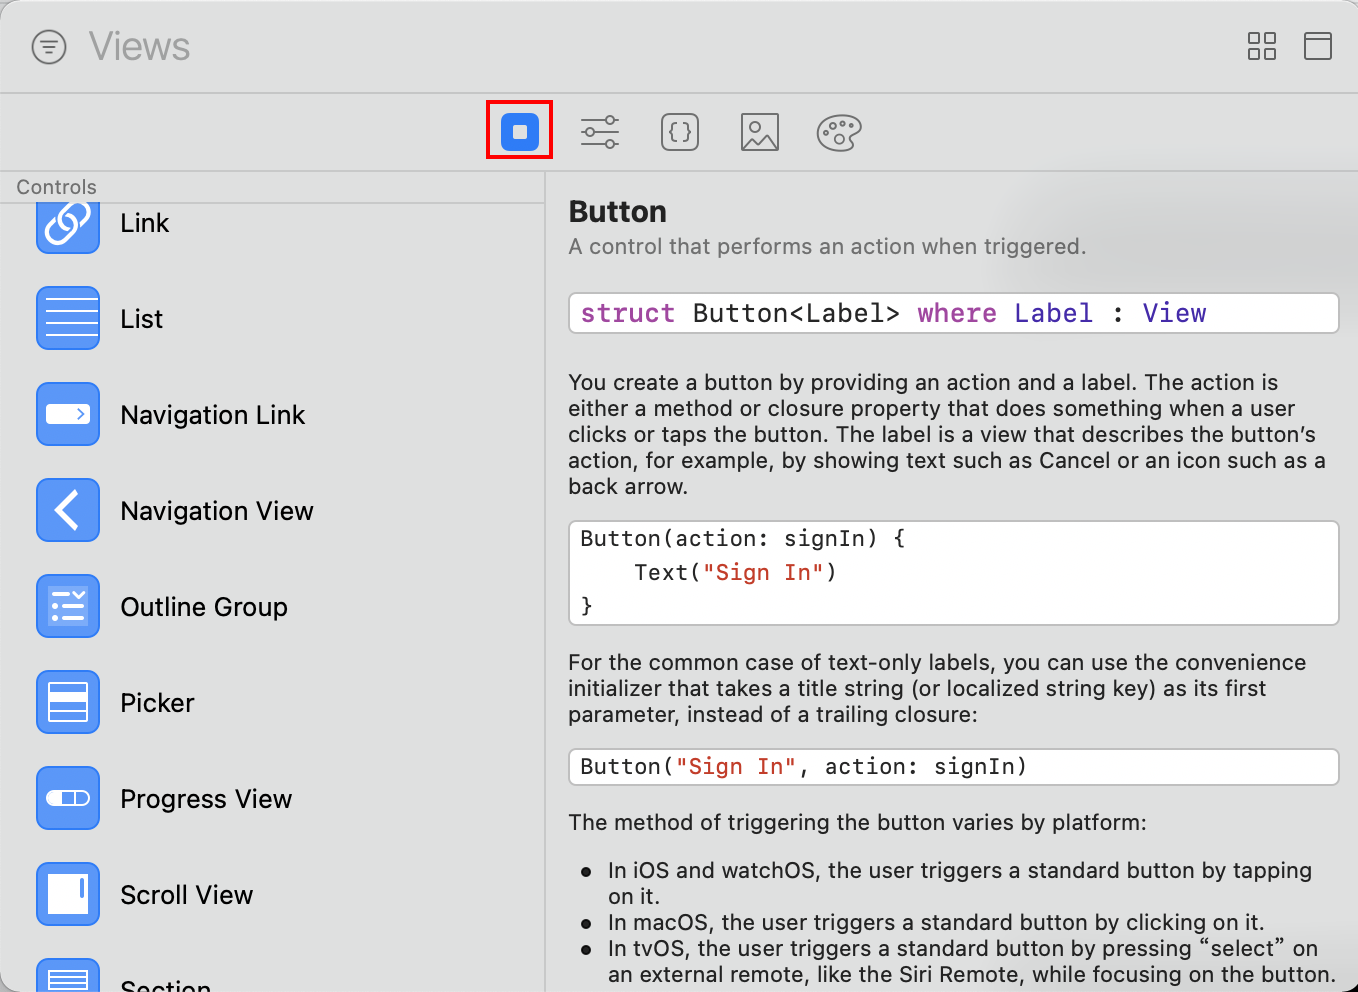 Views
Controls
Link
List
Navigation Link
Navigation View
Outline Group
Picker
Progress View
Scroll View
Section
Button
A control that performs an action when triggered.
struct Button<Label> where Label : View
You create a button by providing an action and a label. The action is
either a method or closure property that does something when a user
clicks or taps the button. The label is a view that describes the button’s
action, for example, by showing text such as Cancel or an icon such as a
back arrow.
Button(action: signIn) {
    Text("Sign In")
}
For the common case of text-only labels, you can use the convenience
initializer that takes a title string (or localized string key) as its first
parameter, instead of a trailing closure:
Button("Sign In", action: signIn)
The method of triggering the button varies by platform:
• In iOS and watchOS, the user triggers a standard button by tapping
on it.
• In macOS, the user triggers a standard button by clicking on it.
• In tvOS, the user triggers a standard button by pressing “select” on
an external remote, like the Siri Remote, while focusing on the button.